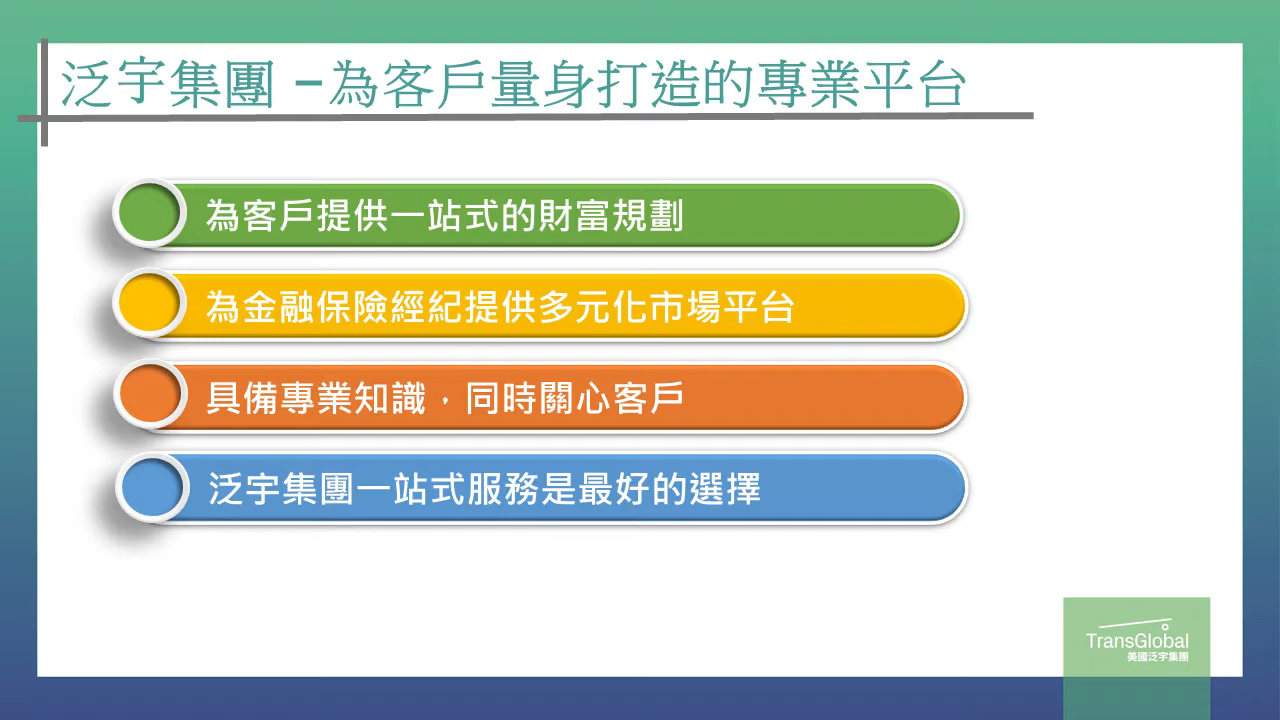 泛宇集團 –為客戶量身打造的專業平台
為客戶提供一站式的財富規劃
為金融保險經紀提供多元化市場平台
具備專業知識，同時關心客戶
泛宇集團一站式服務是最好的選擇
TransGlobal
美國泛宇集團